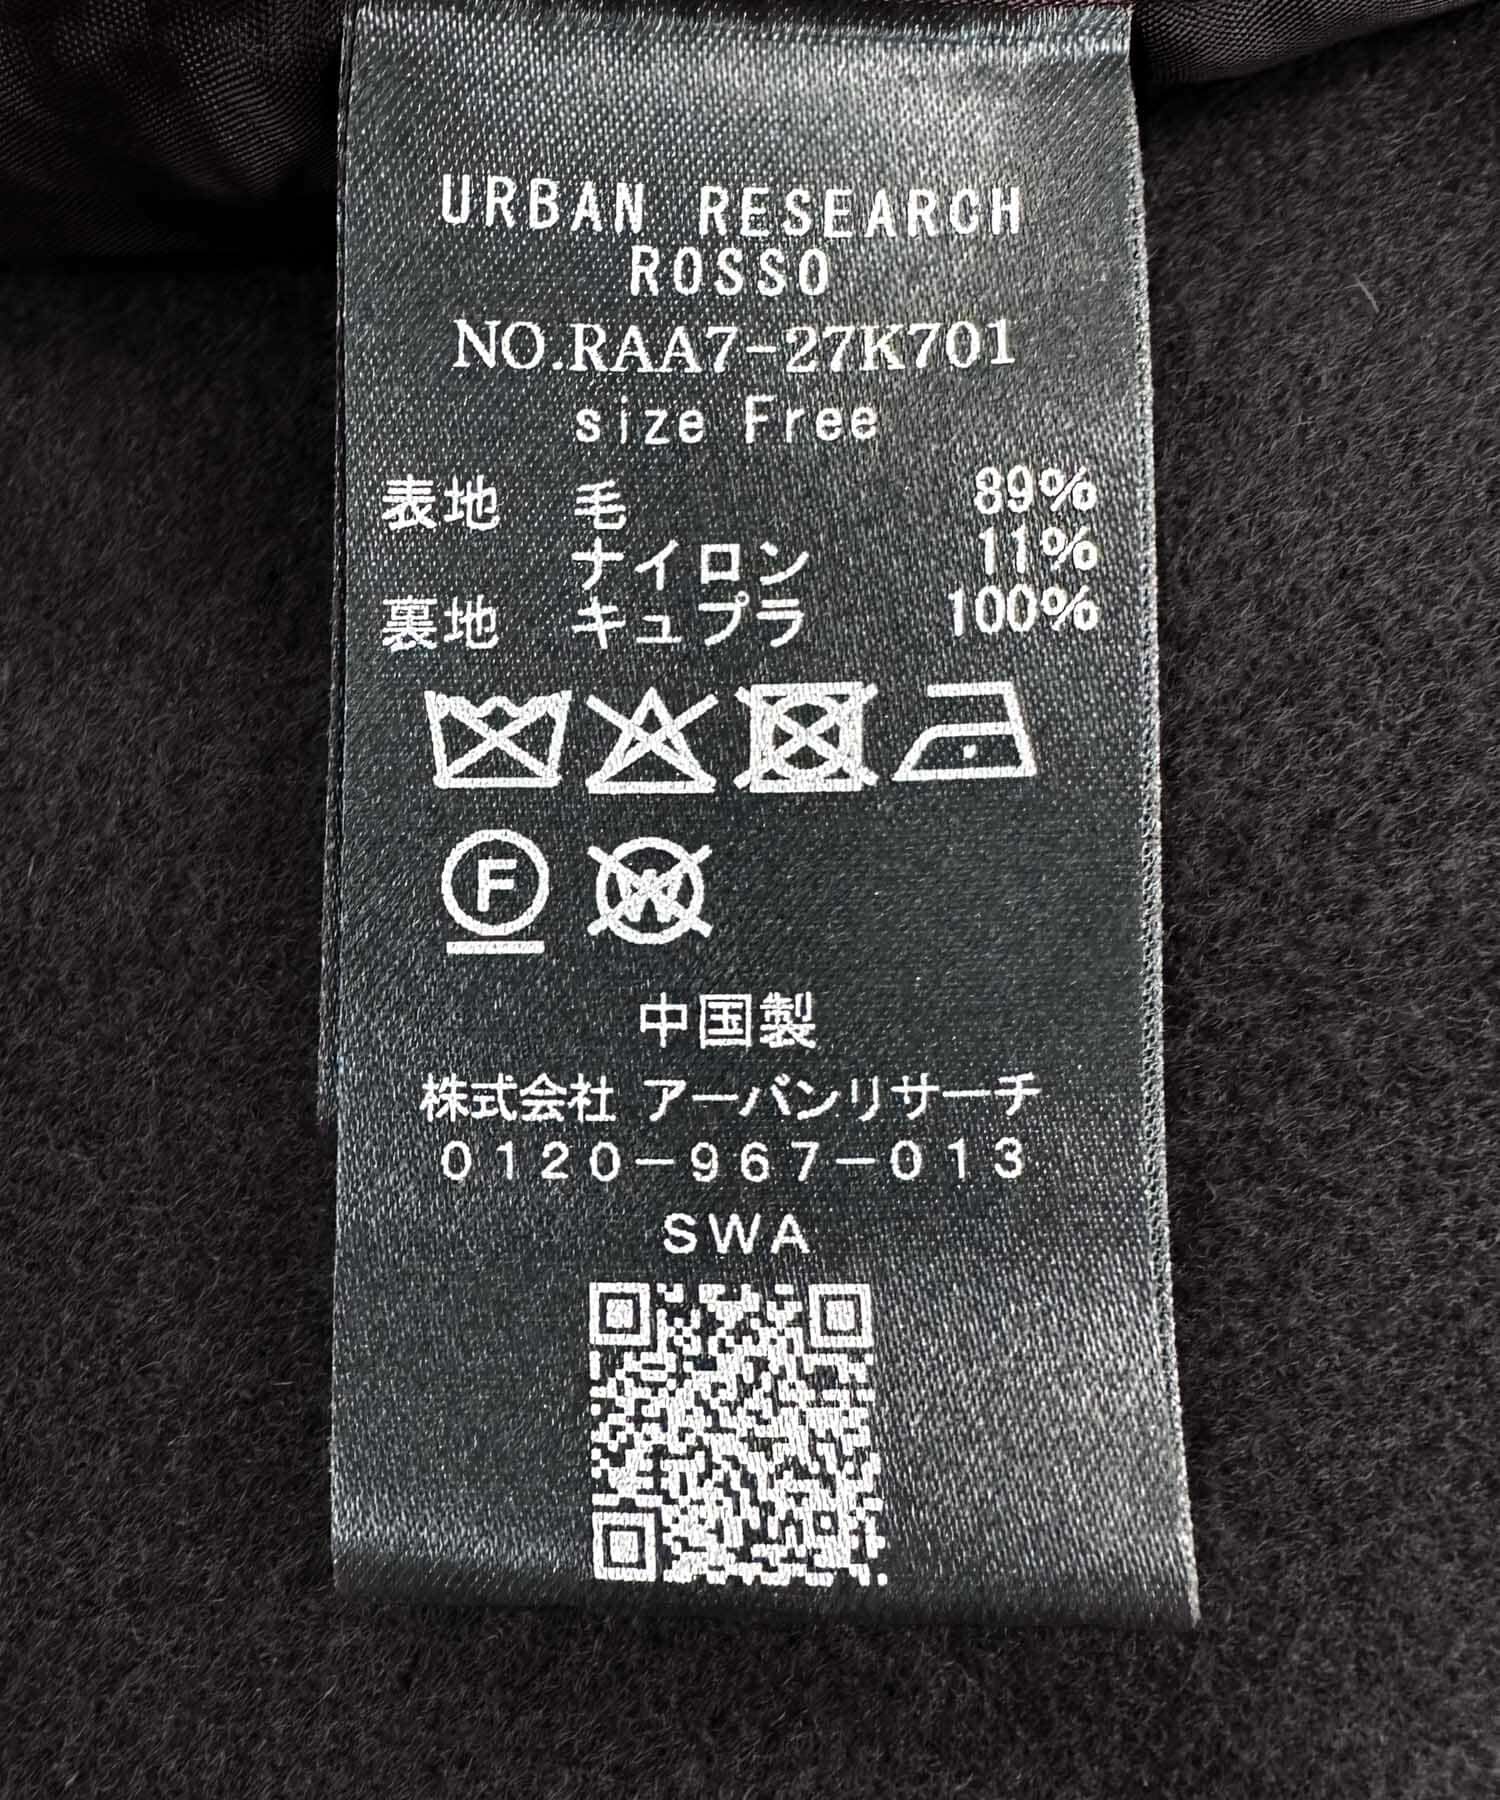 URBAN RESEARCH
ROSSO
NO.RAA7-27K701
size Free
表地 毛 89%
ナイロン 11%
裏地 キュプラ 100%
F W
中国製
株式会社 アーバンリサーチ
0120-967-013
SWA